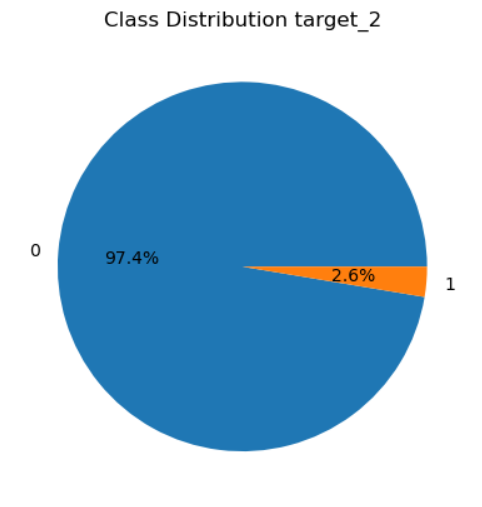 Class Distribution target_2
0
97.4%
2.6%
1